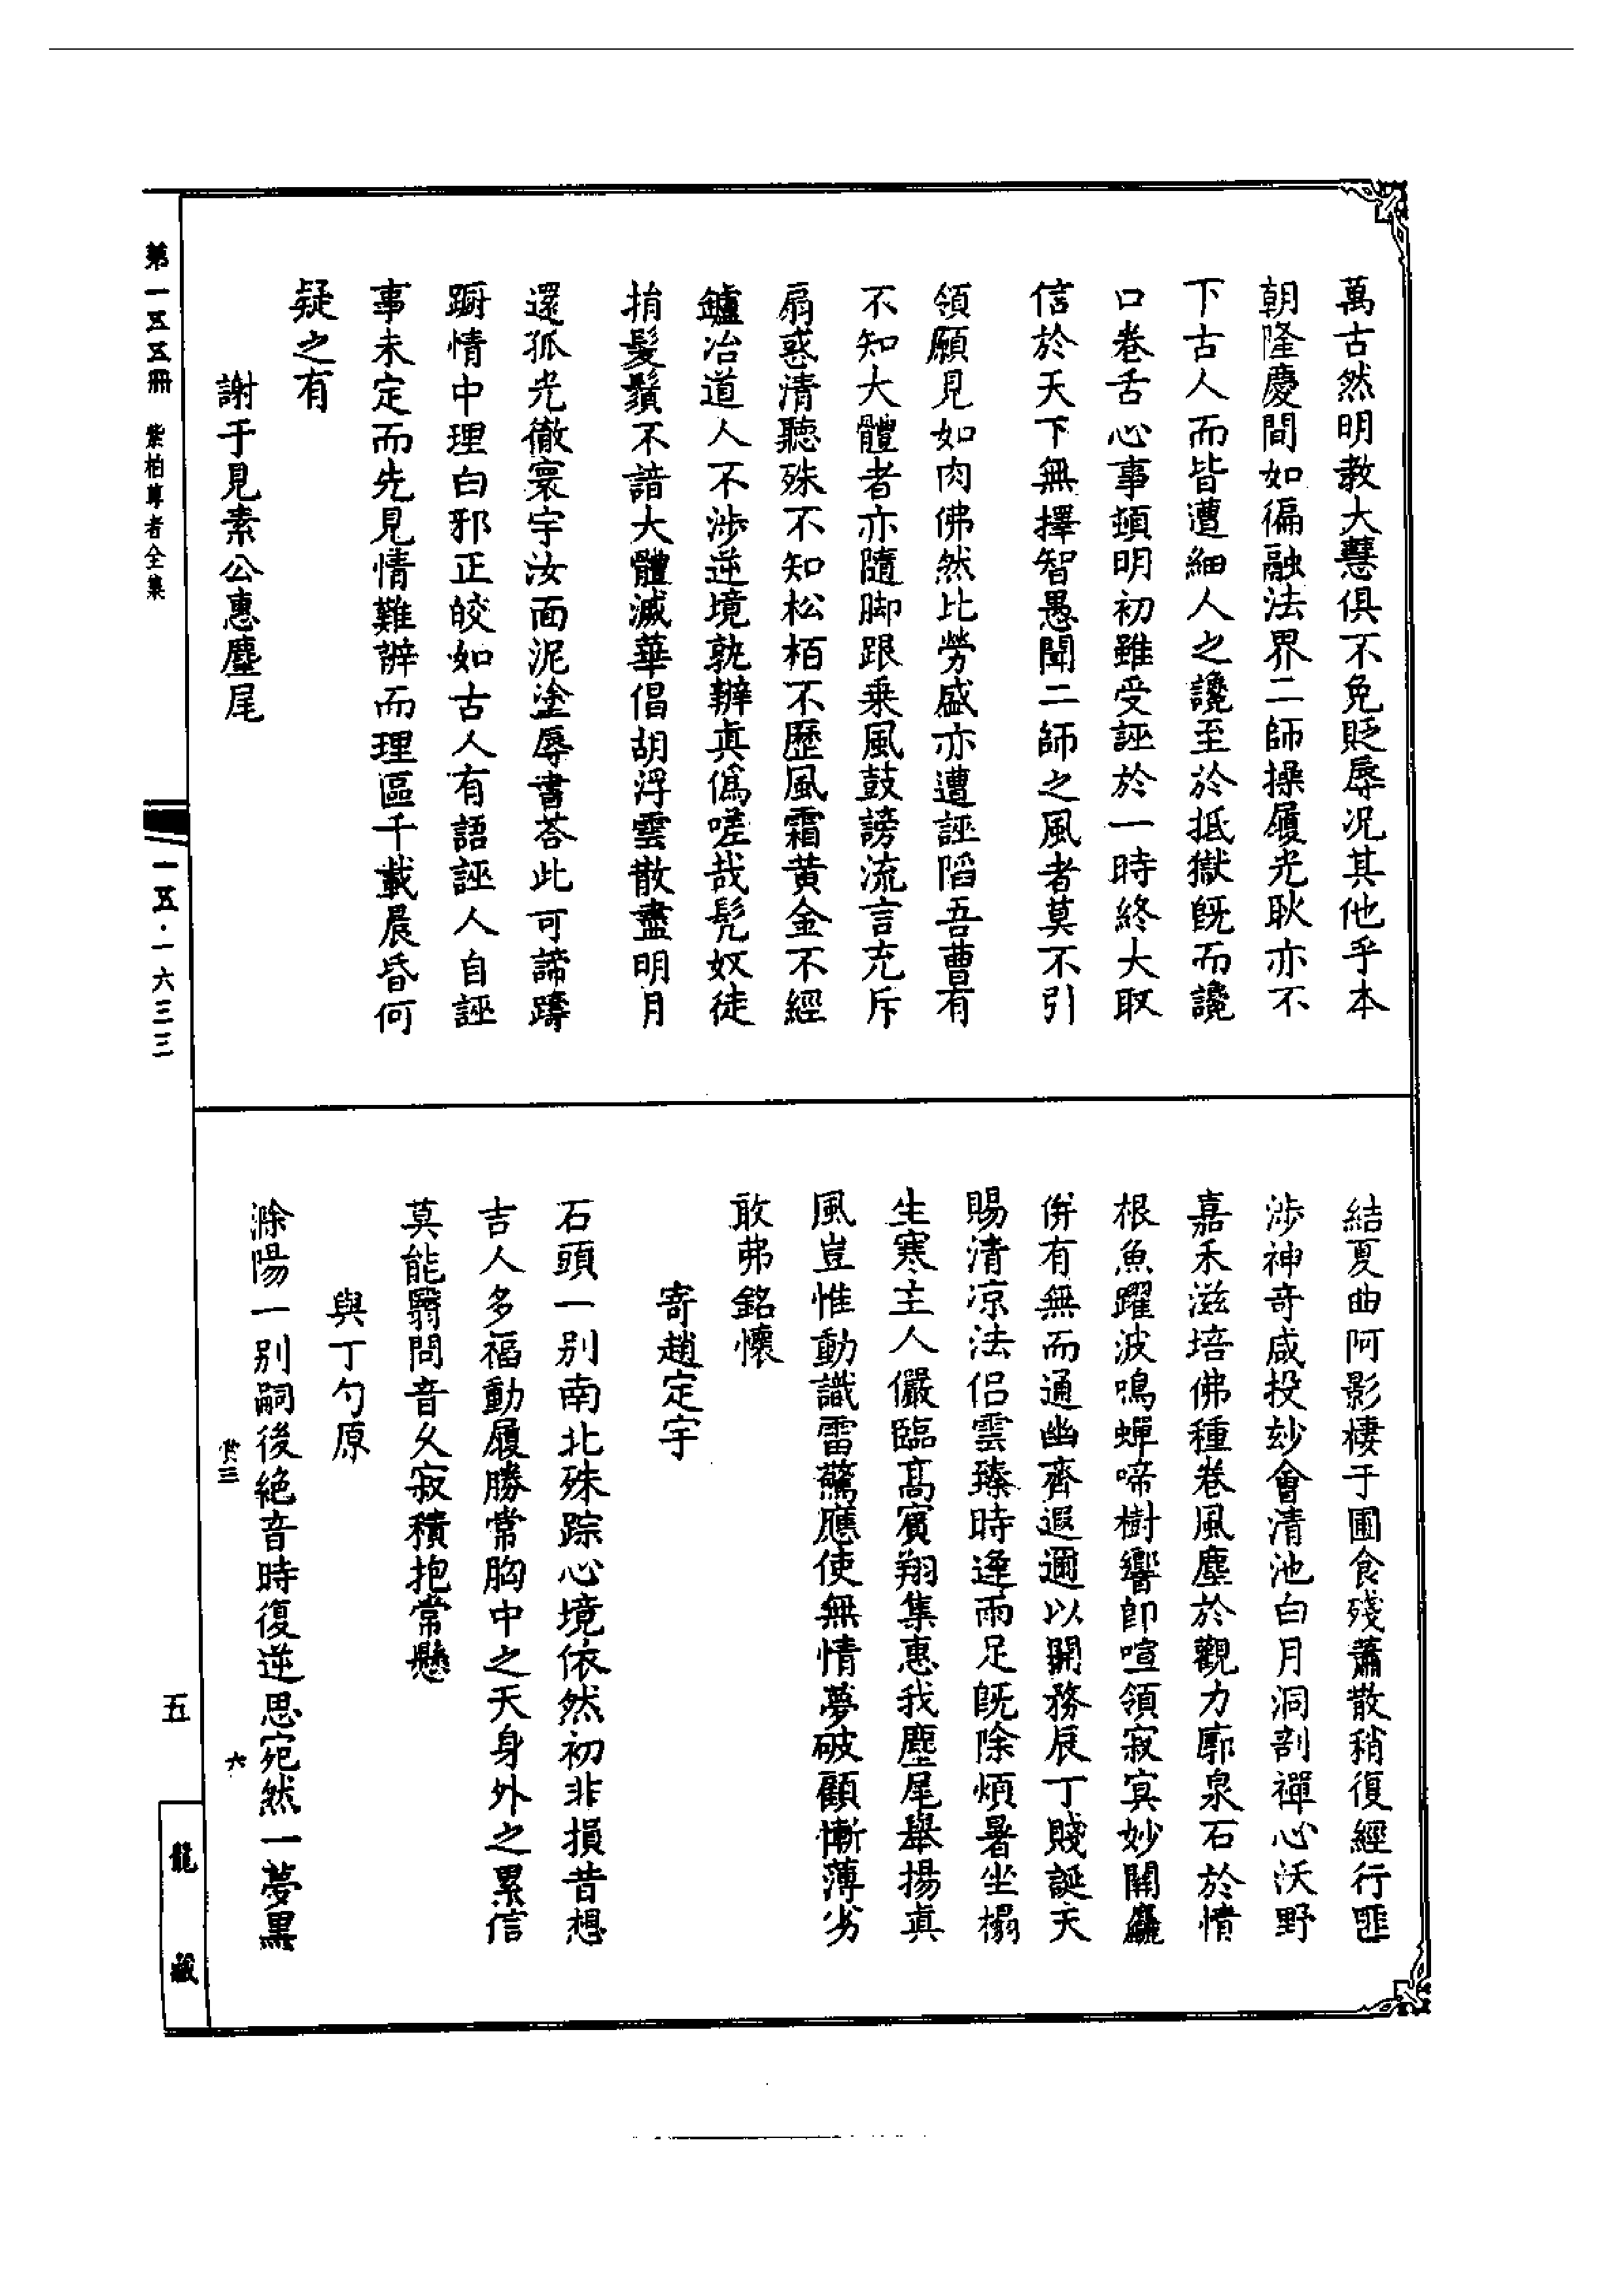 萬古然明教大慧俱不免貶辱况其他乎本
朝隆慶間如徧融法界二師操履光耿亦不
下古人而皆遭細人之讒至於抵獄旣而讒
口卷舌心事頓明初雖受誣於一時終大取
信於天下無擇智愚聞二師之風者莫不引
領願見如肉佛然比勞盛亦遭誣陷吾曹有
不知大體者亦隨脚跟乗風鼓謗流言充斥
扇惑清聽殊不知松栢不歷風霜黄金不經
鑪冶道人不涉逆境孰辦真僞嗟哉髠奴徒
捎髮鬚不諳大體滅華倡胡浮雲散盡明月
還孤光徹寰宇汝面泥塗辱書荅此可諦躊
蹰情中理白邪正皎如古人有語誣人自誣
事未定而先見情難辨而理區千載晨昏何
疑之有
謝于見素公惠麈尾
結夏曲阿影棲于圃食殘蕭散稍復經行匪
涉神奇咸投玅會清池白月洞剖禪心沃野
嘉禾滋培佛種卷風塵於觀力廓泉石於情
根魚躍波鳴蟬啼樹響卽喧領寂寘妙關麤
併有無而通幽齊遐邇以開務辰丁賤誕天
賜清凉法侶雲臻時逢雨足旣除煩暑坐榻
生寒主人儼臨高賓翔集惠我麈尾舉揚真
風豈惟動識雷驚應使無情夢破顧慚薄劣
敢弗銘懷
寄趙定宇
石頭一别南北殊踪心境依然初非損昔想
吉人多福動履勝常胸中之天身外之累信
莫能翳問音久寂積抱常懸
與丁勺原
滁陽一别嗣後絶音時復逆思宛然一夢黑
第一五五冊 紫柏尊者全集
一五·一六三三
五
六
龍藏